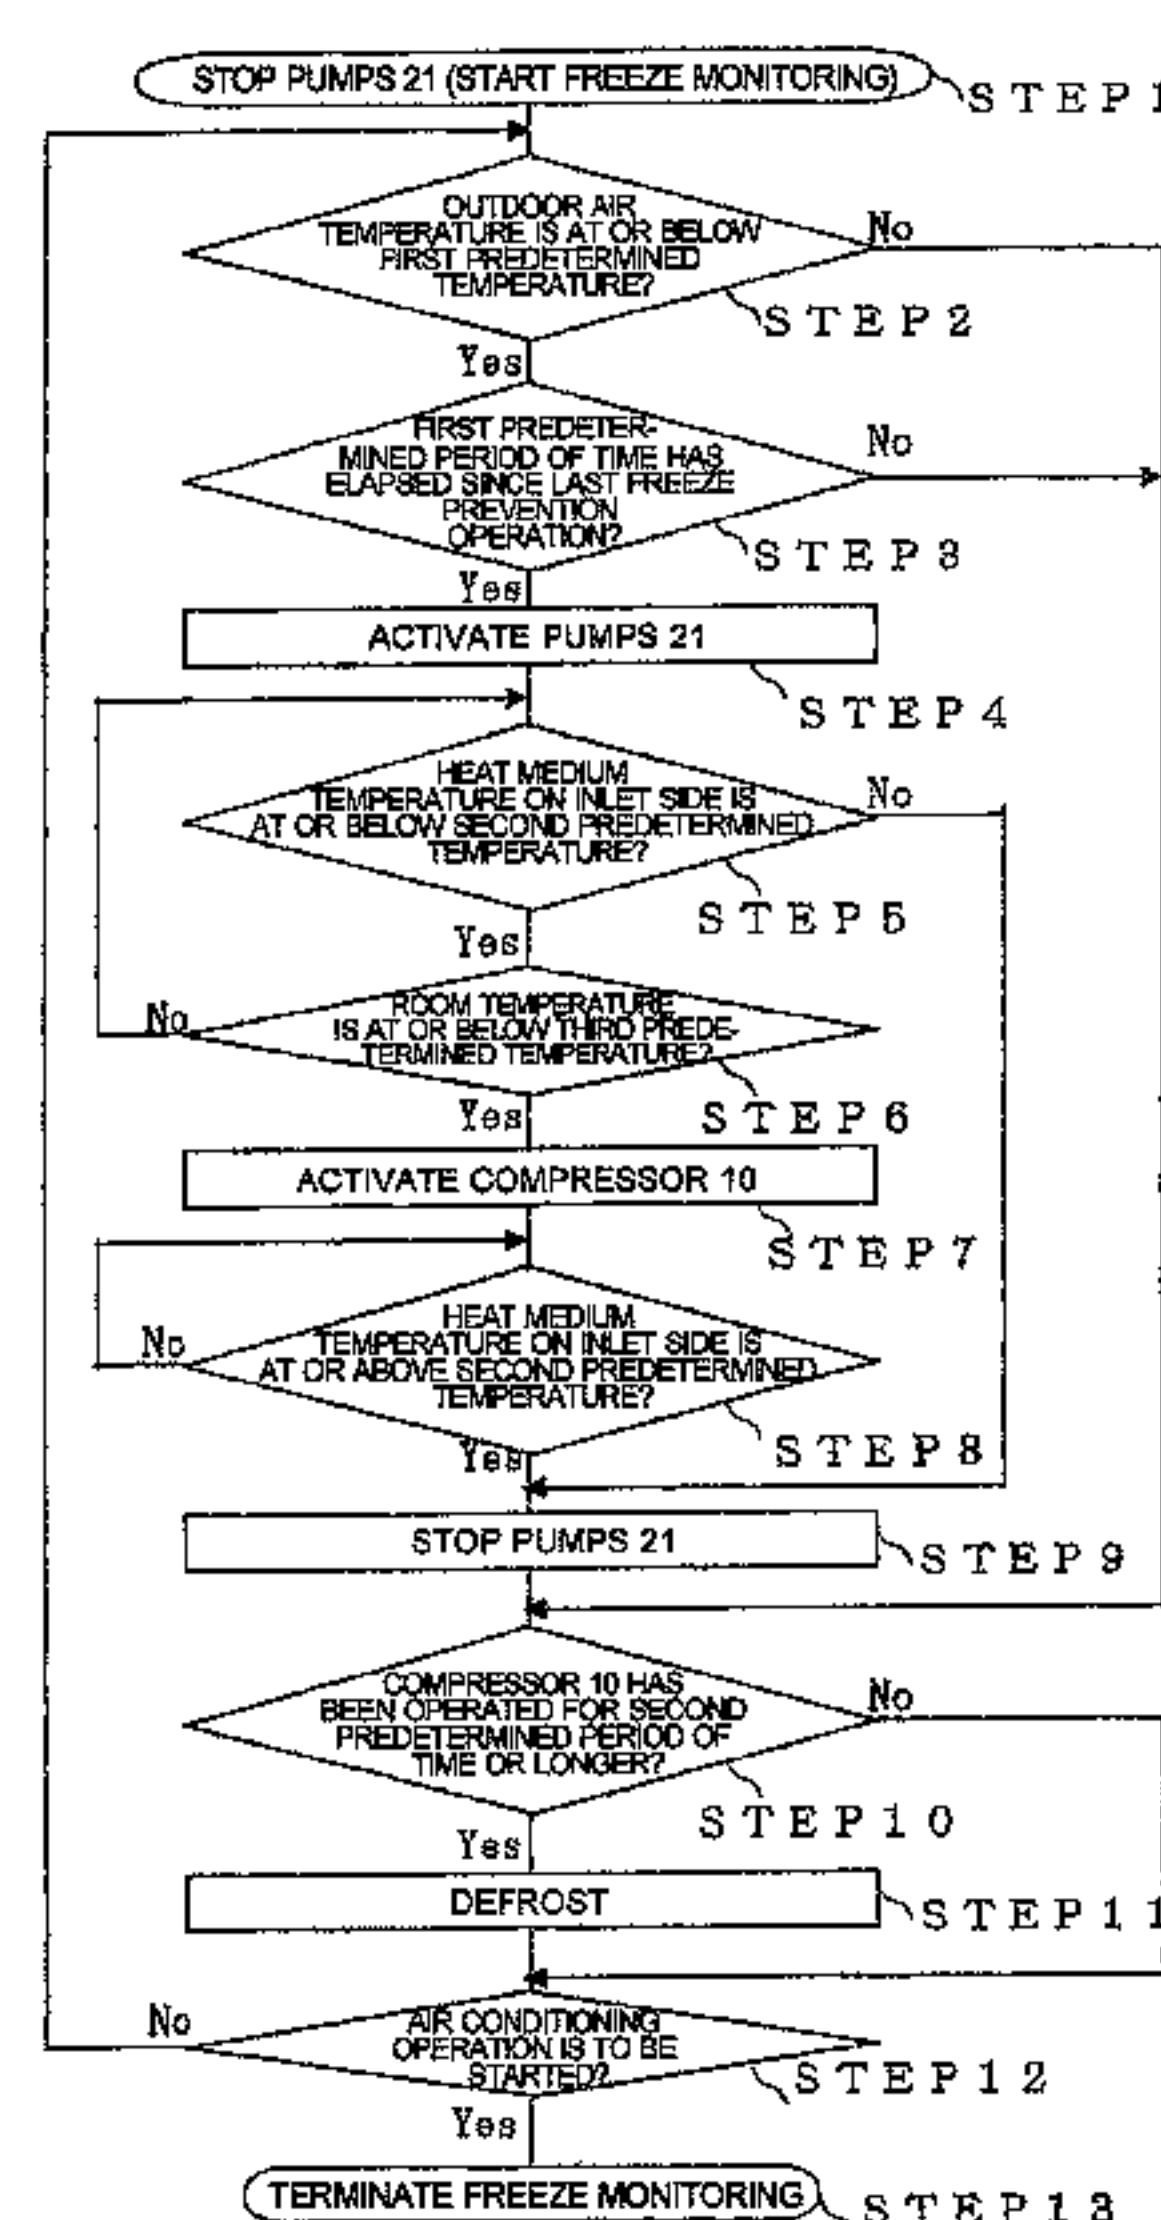 STOP PUMPS 21 (START FREEZE MONITORING)
STEP 1
OUTDOOR AIR
TEMPERATURE IS AT OR BELOW
FIRST PREDETERMINED
TEMPERATURE?
No
STEP2
Yes
FIRST PREDETER-
MINED PERIOD OF TIME HAS
ELAPSED SINCE LAST FREEZE
PREVENTION
OPERATION?
No
STEP3
Yes
ACTIVATE PUMPS 21
STEP4
HEAT MEDIUM
TEMPERATURE ON INLET SIDE IS
AT OR BELOW SECOND PREDETERMINED
TEMPERATURE?
No
STEP5
Yes
ROOM TEMPERATURE
IS AT OR BELOW THIRD PREDE-
TERMINED TEMPERATURE?
No
STEP6
Yes
ACTIVATE COMPRESSOR 10
STEP7
HEAT MEDIUM
TEMPERATURE ON INLET SIDE IS
AT OR ABOVE SECOND PREDETERMINED
TEMPERATURE?
No
STEP8
Yes
STOP PUMPS 21
STEP9
COMPRESSOR 10 HAS
BEEN OPERATED FOR SECOND
PREDETERMINED PERIOD OF
TIME OR LONGER?
No
STEP10
Yes
DEFROST
STEP11
AIR CONDITIONING
OPERATION IS TO BE
STARTED?
No
STEP12
Yes
TERMINATE FREEZE MONITORING
STEP13